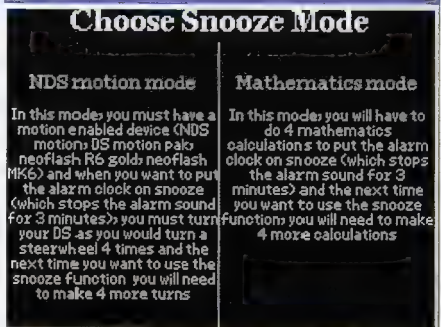 Choose Snooze Mode
NDS motion mode
In this mode, you must have a
motion enabled device (NDS
motion, DS motion pak,
neoflash R6 gold, neoflash
MK6) and when you want to put
the alarm clock on snooze
(which stops the alarm sound
for 3 minutes), you must turn
your DS as you would turn a
steerwheel 4 times and the
next time you want to use the
snooze function you will need
to make 4 more turns
Mathematics mode
In this mode, you will have to
do 4 mathematics
calculations to put the alarm
clock on snooze (which stops
the alarm sound for 3
minutes) and the next time
you want to use the snooze
function, you will need to make
4 more calculations